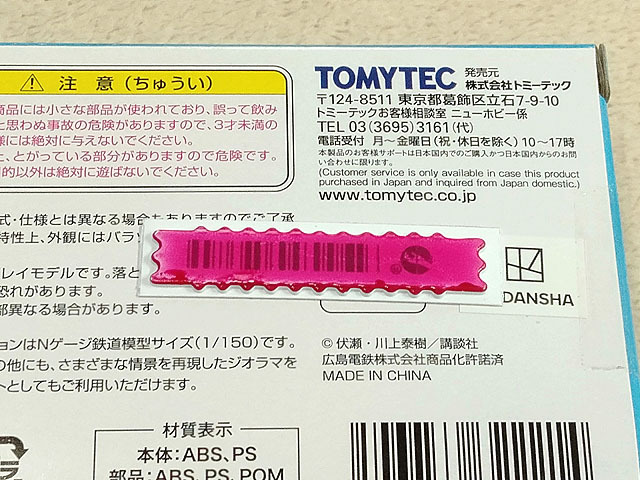 注 意 (ちゅうい)
商品には小さな部品が使われており、誤って飲み
と思わぬ事故の危険がありますので、3才未満の
様には絶対に与えないでください。
、とがっている部分がありますので危険です。
目的以外は絶対に遊ばないでください。
TOMYTEC 発売元 株式会社トミーテック
〒124-8511 東京都葛飾区立石7-9-10
トミーテックお客様相談室 ニューホビー係
TEL 03(3695)3161(代)
電話受付 月~金曜日(祝・休日を除く)10~17時
本製品のお客様サポートは日本国内でのご購入かつ日本国内からのお問
い合わせに限ります。
(Customer service is only available in case this product
purchased in Japan and inquired from Japan domestic.)
www.tomytec.co.jp
式・仕様とは異なる場合もありますのでご了承
特性上、外観にはバラツ
レイモデルです。落と
恐れがあります。
部異なる場合があります。
DANSHA
ョンはNゲージ鉄道模型サイズ(1/150)です。
の他にも、さまざまな情景を再現したジオラマを
トとしてもご利用いただけます。
© 伏瀬・川上泰樹/講談社
広島電鉄株式会社商品化許諾済
MADE IN CHINA
材質表示
本体:ABS、PS
部品:ABS、PS、POM